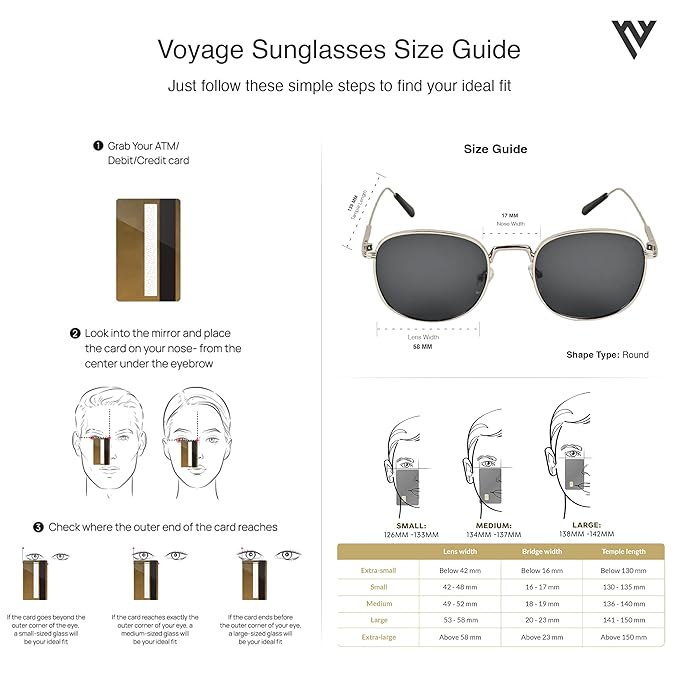 Voyage Sunglasses Size Guide
Just follow these simple steps to find your ideal fit
1 Grab Your ATM/
Debit/Credit card
2 Look into the mirror and place
the card on your nose- from the
center under the eyebrow
3 Check where the outer end of the card reaches
If the card goes beyond the
outer corner of the eye,
a small-sized glass will
be your ideal fit
If the card reaches exactly the
outer corner of your eye, a
medium-sized glass will
be your ideal fit
If the card ends before
the outer corner of your eye,
a large-sized glass will
be your ideal fit
Size Guide
135 MM
Temple Length
17 MM
Nose Width
Lens Width
58 MM
Shape Type: Round
SMALL:
126MM -133MM
MEDIUM:
134MM -137MM
LARGE:
138MM -142MM
Lens width Bridge width Temple length
Extra-small Below 42 mm Below 16 mm Below 130 mm
Small 42 - 48 mm 16 - 17 mm 130 - 135 mm
Medium 49 - 52 mm 18 - 19 mm 136 - 140 mm
Large 53 - 58 mm 20 - 23 mm 141 - 150 mm
Extra-large Above 58 mm Above 23 mm Above 150 mm